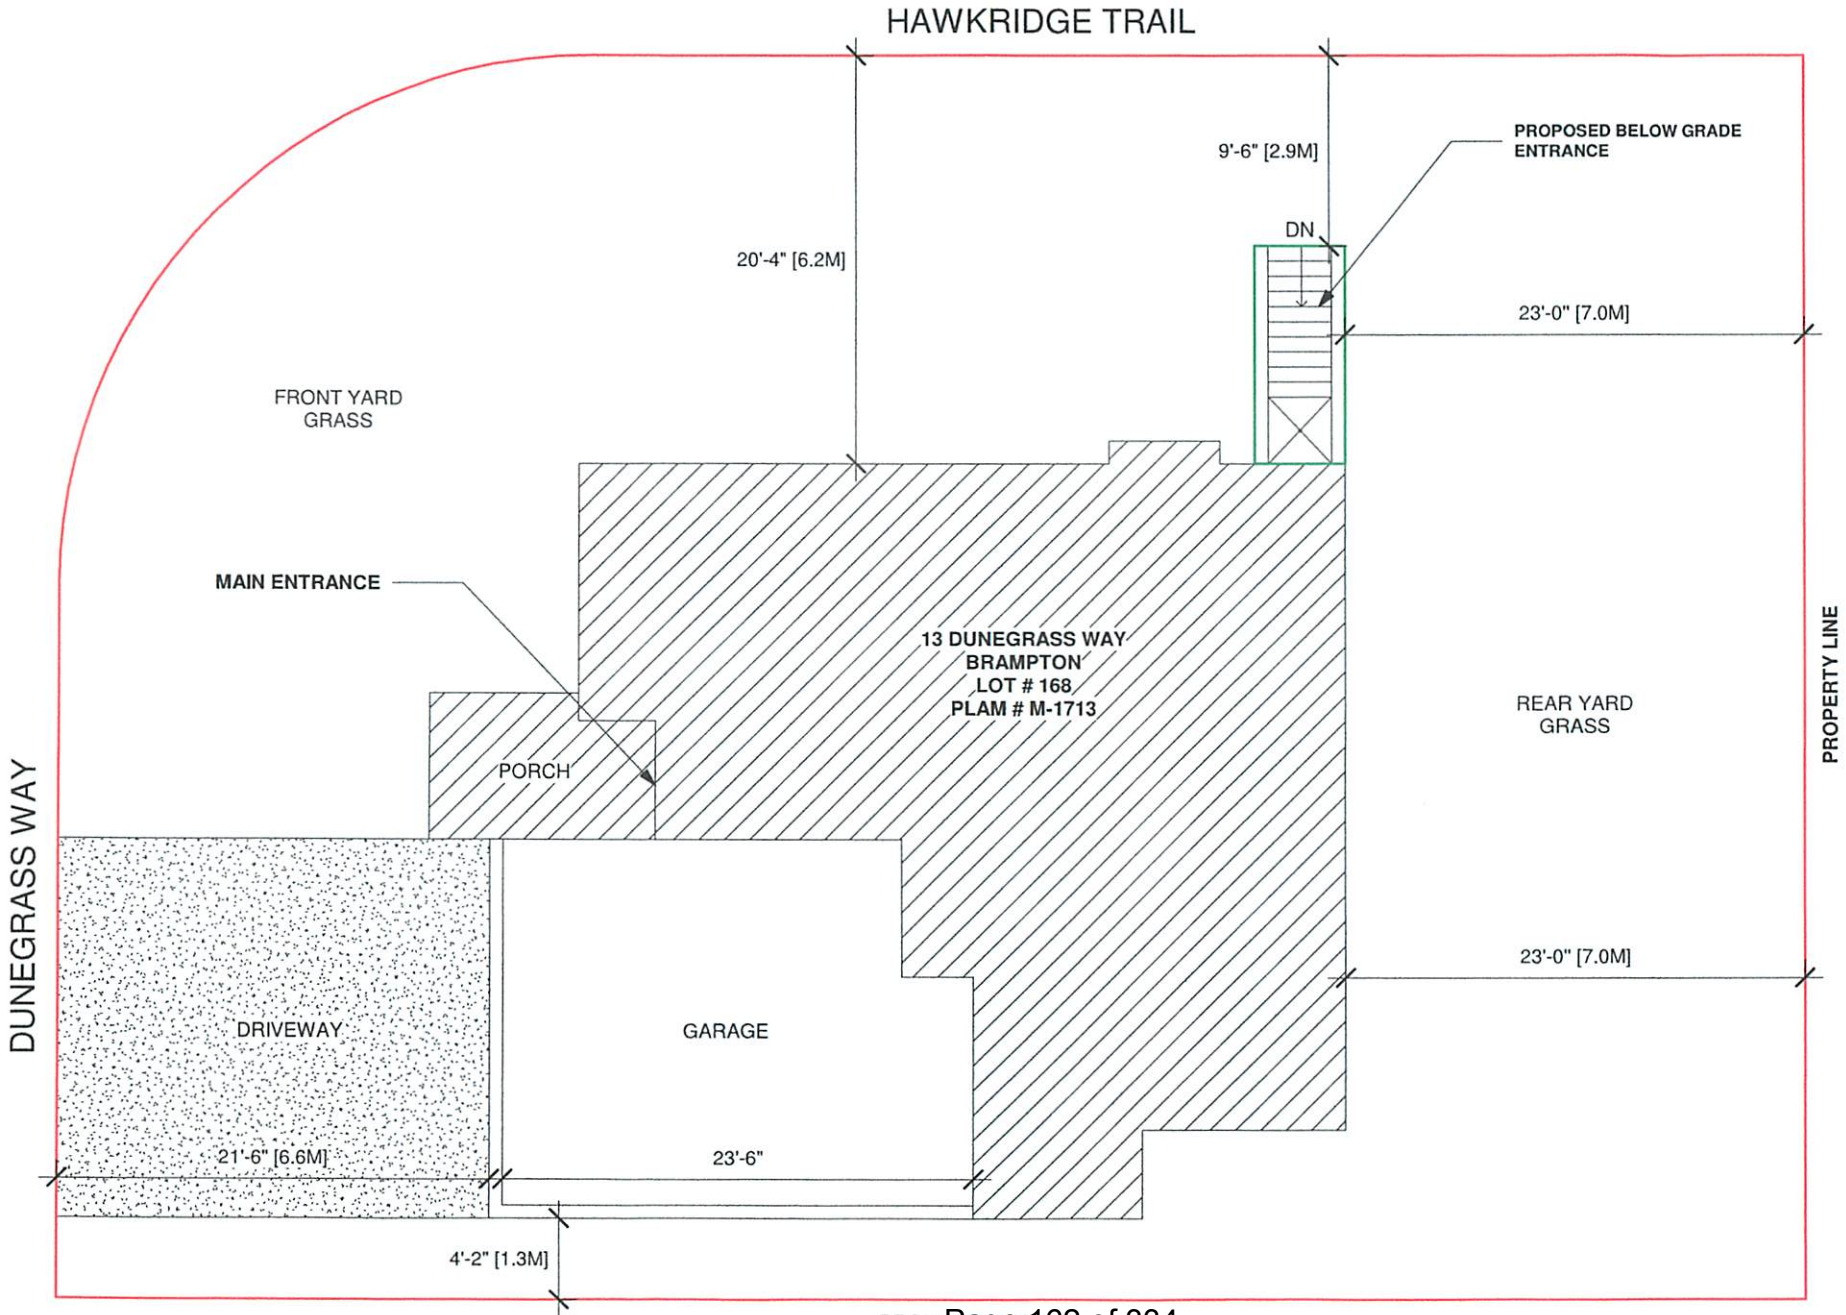 HAWKRIDGE TRAIL
PROPOSED BELOW GRADE
ENTRANCE
9'-6" [2.9M]
DN
20'-4" [6.2M]
23'-0" [7.0M]
FRONT YARD
GRASS
MAIN ENTRANCE
13 DUNEGRASS WAY
BRAMPTON
LOT # 168
PLAM # M-1713
REAR YARD
GRASS
PROPERTY LINE
PORCH
DUNEGRASS WAY
23'-0" [7.0M]
DRIVEWAY
GARAGE
21'-6" [6.6M]
23'-6"
4'-2" [1.3M]